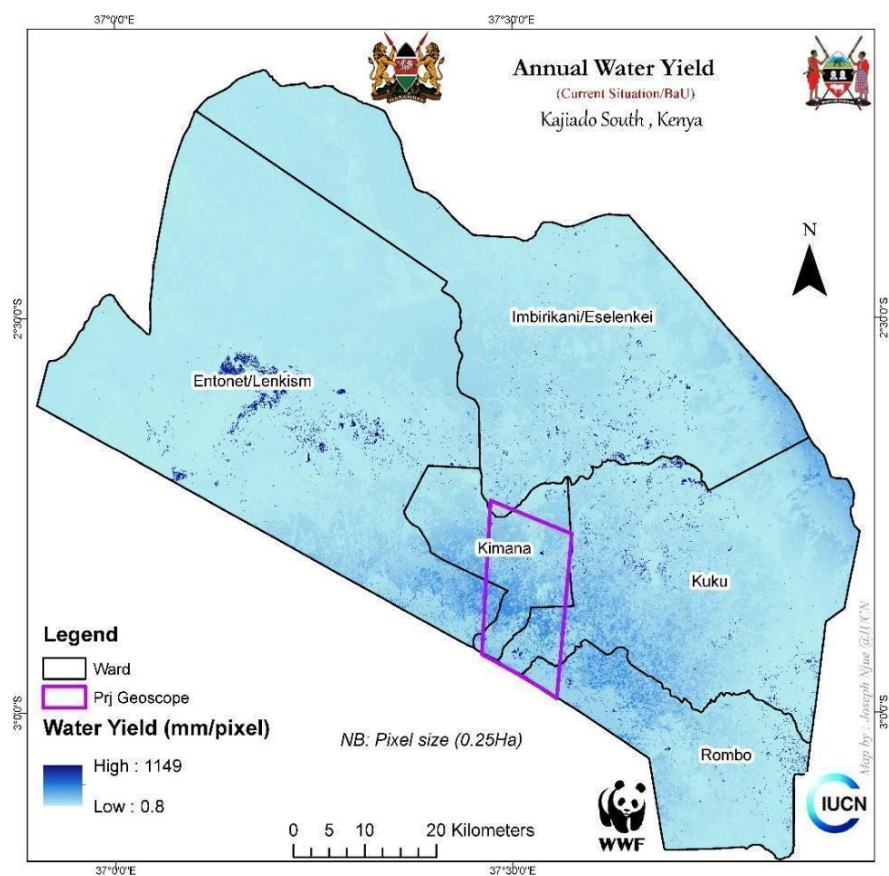 37°0'0"E
37°30'0"E
Annual Water Yield
(Current Situation/BaU)
Kajiado South , Kenya
N
2°30'0"S
2°30'0"S
Imbirikani/Eselenkei
Entonet/Lenkism
Kimana
Kuku
Legend
Ward
Prj Geoscope
Water Yield (mm/pixel)
High : 1149
Low : 0.8
NB: Pixel size (0.25Ha)
3°0'0"S
3°0'0"S
Rombo
Map by : Joseph Njue @IUCN
0 5 10 20 Kilometers
WWF
IUCN
37°0'0"E
37°30'0"E